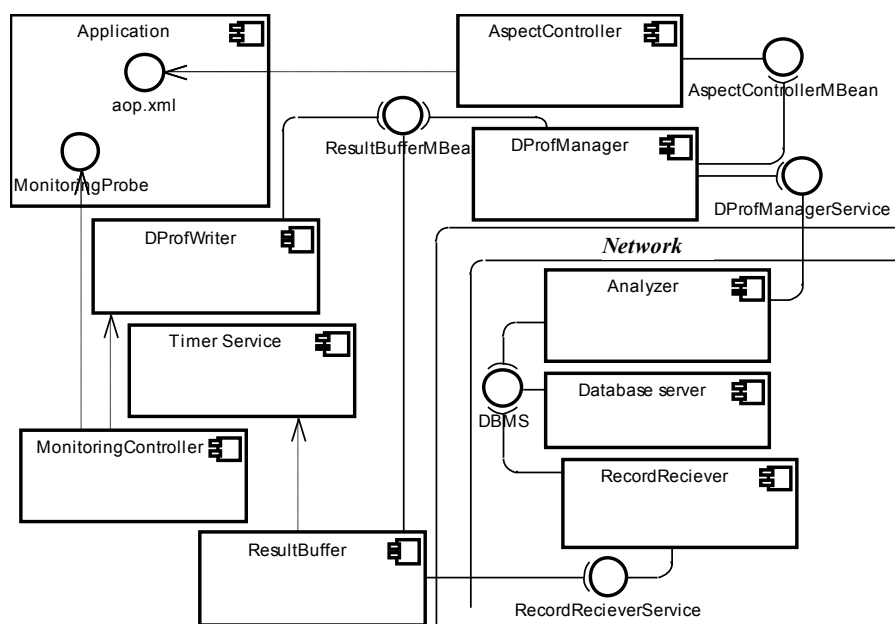 Application
AspectController
aop.xml
AspectControllerMBean
ResultBufferMBea
DProfManager
MonitoringProbe
DProfManagerService
DProfWriter
Network
Analyzer
Timer Service
Database server
DBMS
MonitoringController
RecordReciever
ResultBuffer
RecordRecieverService